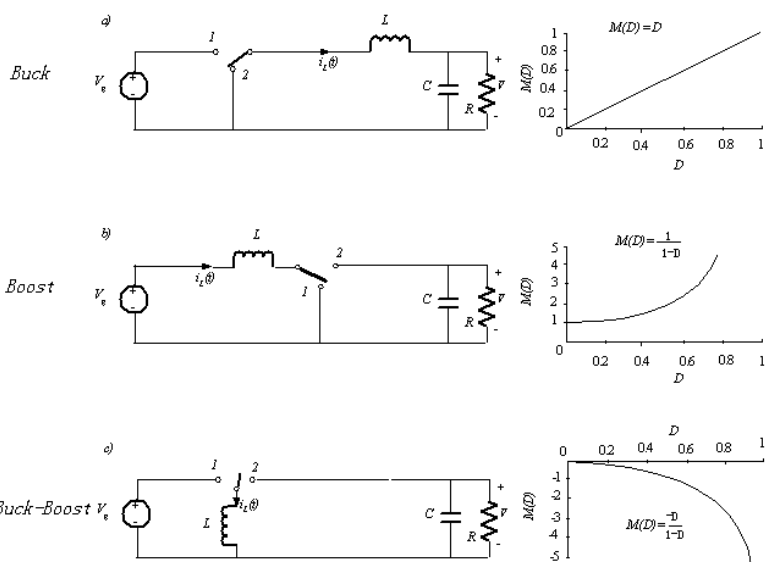 a)
Buck
1
2
L
i_L(t)
V_g
C
R
V
+
-
M(D)=D
M(D)
1
0.8
0.6
0.4
0.2
0
0.2 0.4 0.6 0.8 1
D
b)
Boost
L
2
1
i_L(t)
V_g
C
R
V
+
-
M(D)=1/(1-D)
M(D)
5
4
3
2
1
0
0.2 0.4 0.6 0.8 1
D
c)
Buck-Boost
1 2
i_L(t)
V_g
L
C
R
V
+
-
D
0 0.2 0.4 0.6 0.8 1
M(D)
-1
-2
-3
-4
-5
M(D)=-D/(1-D)